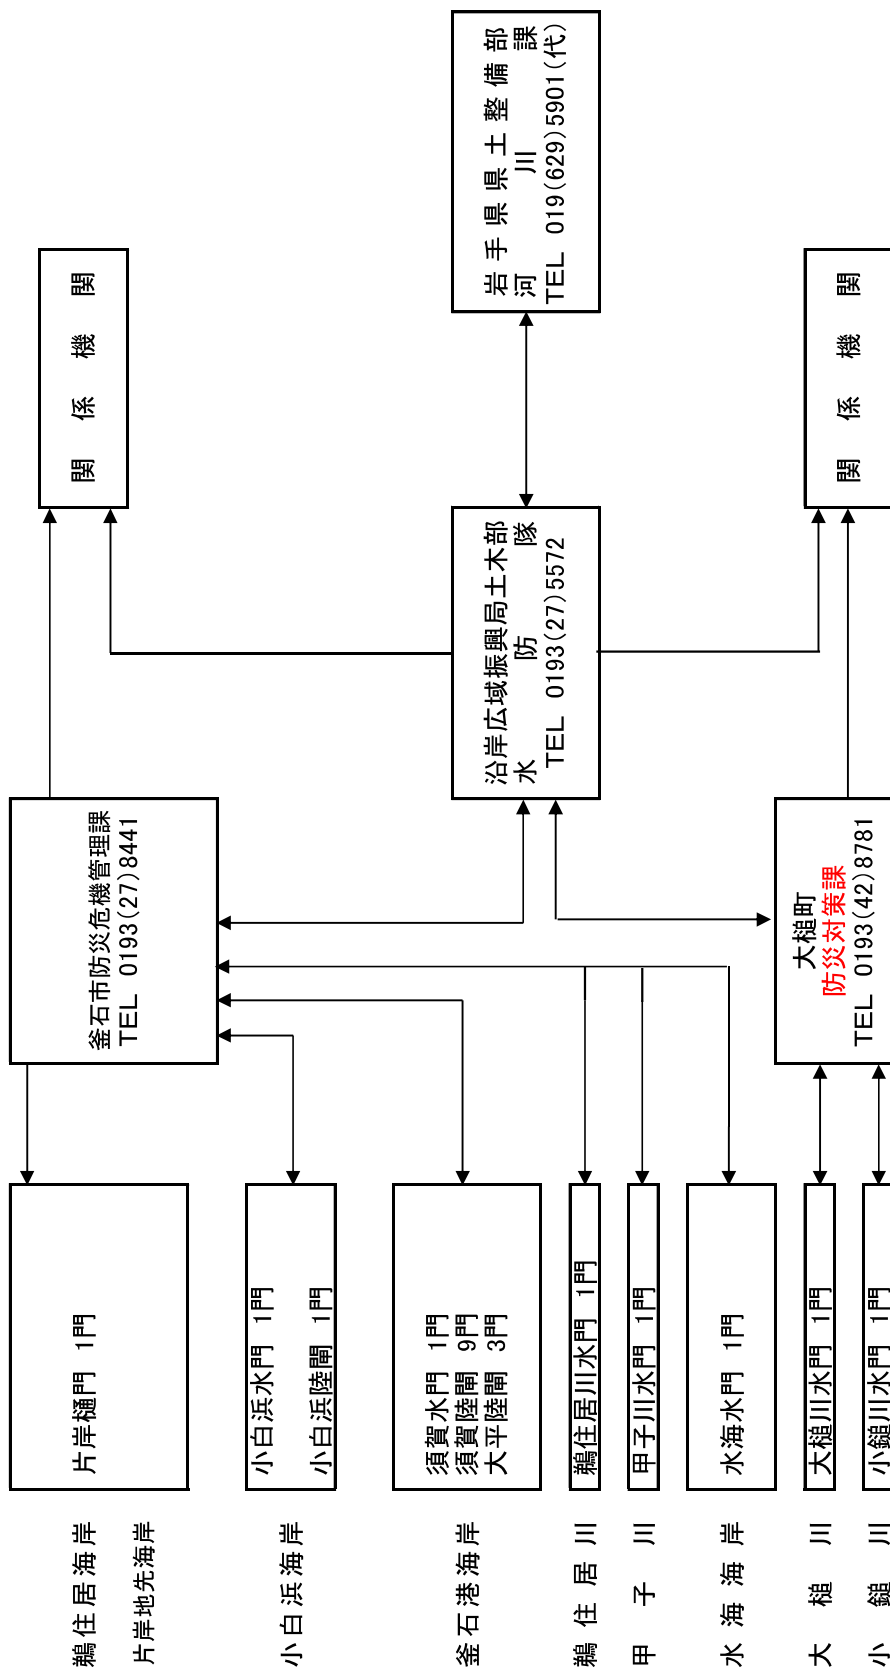 鵜住居海岸
片岸地先海岸
片岸樋門 1門
小白浜海岸
小白浜水門 1門
小白浜陸閘 1門
釜石港海岸
須賀水門 1門
須賀陸閘 9門
大平陸閘 3門
鵜住居川
鵜住居川水門 1門
甲子川
甲子川水門 1門
水海海岸
水海水門 1門
大槌川
大槌川水門 1門
小鎚川
小鎚川水門 1門
釜石市防災危機管理課
TEL 0193(27)8441
大槌町
防災対策課
TEL 0193(42)8781
沿岸広域振興局土木部
水防隊
TEL 0193(27)5572
関係機関
関係機関
岩手県県土整備部
河川課
TEL 019(629)5901(代)